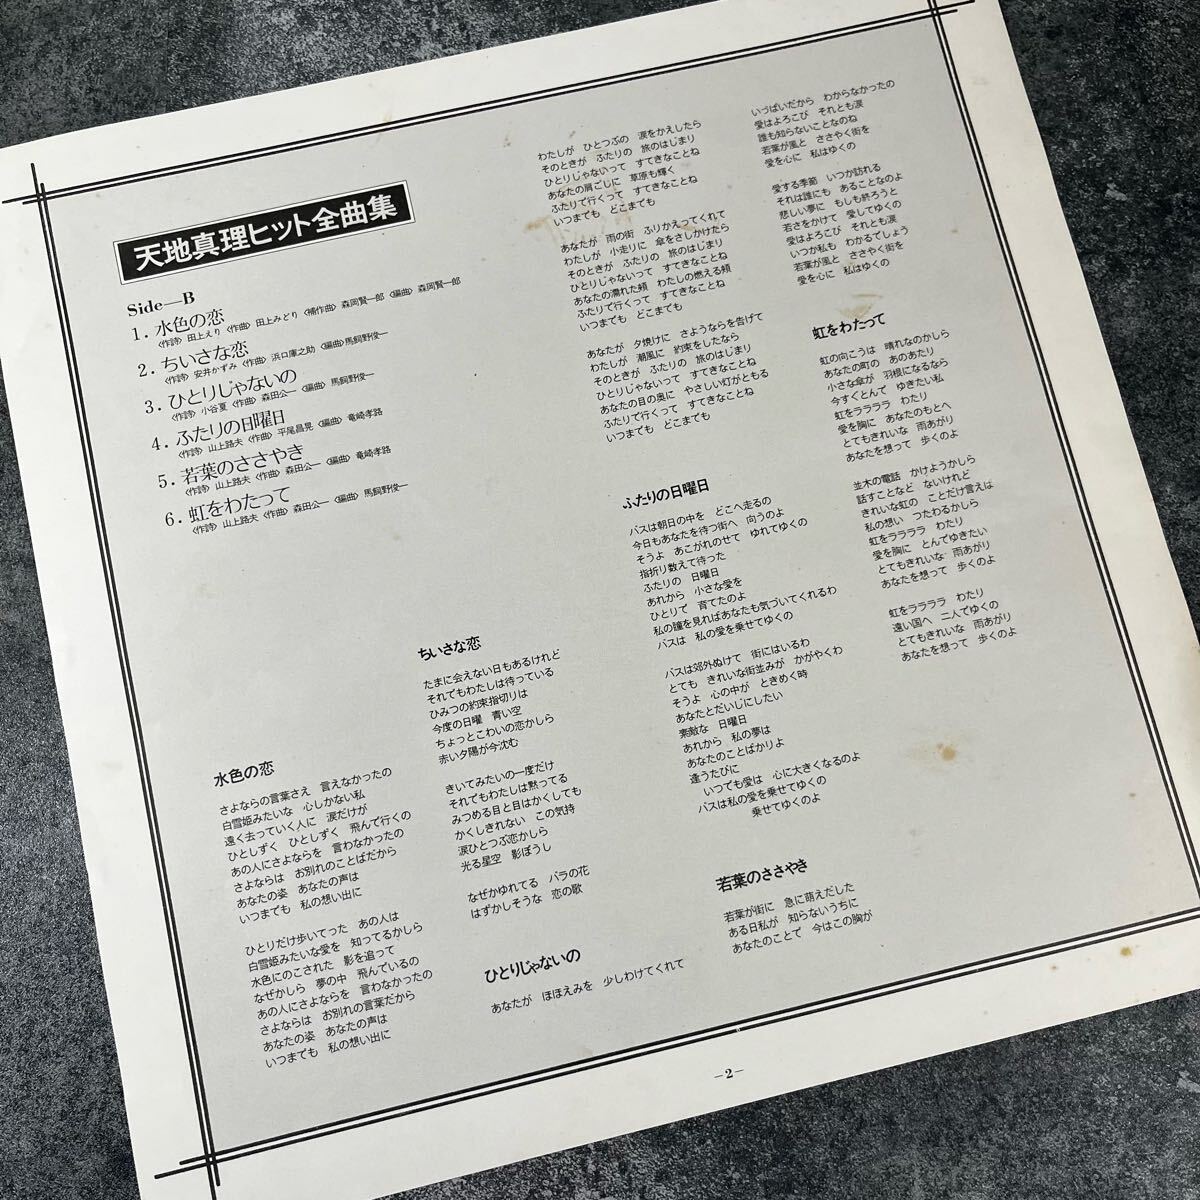 天地真理ヒット全曲集
Side—B
1. 水色の恋
〈作詩〉田上えり〈作曲〉田上みどり〈補作曲〉森岡賢一郎〈編曲〉森岡賢一郎
2. ちいさな恋
〈作詩〉安井かずみ〈作曲〉浜口庫之助〈編曲〉馬飼野俊一
3. ひとりじゃないの
〈作詩〉小谷夏〈作曲〉森田公一〈編曲〉馬飼野俊一
4. ふたりの日曜日
〈作詩〉山上路夫〈作曲〉平尾昌晃〈編曲〉竜崎孝路
5. 若葉のささやき
〈作詩〉山上路夫〈作曲〉森田公一〈編曲〉竜崎孝路
6. 虹をわたって
〈作詩〉山上路夫〈作曲〉森田公一〈編曲〉馬飼野俊一
水色の恋
さよならの言葉さえ 言えなかったの
白雪姫みたいな 心しかない私
遠く去っていく人に 涙だけが
ひとしずく ひとしずく 飛んで行くの
あの人にさよならを 言わなかったの
さよならは お別れのことばだから
あなたの姿 あなたの声は
いつまでも 私の想い出に
ひとりだけ歩いてった あの人は
白雪姫みたいな愛を 知ってるかしら
水色にのこされた 影を追って
なぜかしら 夢の中 飛んでいるの
あの人にさよならを 言わなかったの
さよならは お別れの言葉だから
あなたの姿 あなたの声は
いつまでも 私の想い出に
ちいさな恋
たまに会えない日もあるけれど
それでもわたしは待っている
ひみつの約束指切りは
今度の日曜 青い空
ちょっとこわいの恋かしら
赤い夕陽が今沈む
きいてみたいの一度だけ
それでもわたしは黙ってる
みつめる目と目はかくしても
かくしきれない この気持
涙ひとつぶ恋かしら
光る星空 影ぼうし
なぜかゆれてる バラの花
はずかしそうな 恋の歌
ひとりじゃないの
あなたが ほほえみを 少しわけてくれて
わたしが ひとつぶの 涙をかえしたら
そのときが ふたりの 旅のはじまり
ひとりじゃないって すてきなことね
あなたの肩ごしに 草原も輝く
ふたりで行くって すてきなことね
いつまでも どこまでも
あなたが 雨の街 ふりかえってくれて
わたしが 小走りに 傘をさしかけたら
そのときが ふたりの 旅のはじまり
ひとりじゃないって すてきなことね
あなたの濡れた頬 わたしの燃える頬
ふたりで行くって すてきなことね
いつまでも どこまでも
あなたが 夕焼けに さようならを告げて
わたしが 潮風に 約束をしたなら
そのときが ふたりの 旅のはじまり
ひとりじゃないって すてきなことね
あなたの目の奥に やさしい灯がともる
ふたりで行くって すてきなことね
いつまでも どこまでも
ふたりの日曜日
バスは朝日の中を どこへ走るの
今日もあなたを待つ街へ 向うのよ
そうよ あこがれのせて ゆれてゆくの
指折り数えて待った
ふたりの 日曜日
あれから 小さな愛を
ひとりで 育てたのよ
私の瞳を見ればあなたも気づいてくれるわ
バスは 私の愛を乗せてゆくの
バスは郊外ぬけて 街にはいるわ
とても きれいな街並みが かがやくわ
そうよ 心の中が ときめく時
あなたとだいじにしたい
素敵な 日曜日
あれから 私の夢は
あなたのことばかりよ
逢うたびに
いつでも愛は 心に大きくなるのよ
バスは私の愛を乗せてゆくの
乗せてゆくのよ
若葉のささやき
若葉が街に 急に萌えだした
ある日私が 知らないうちに
あなたのことで 今はこの胸が
いっぱいだから わからなかったの
愛はよろこび それとも涙
誰も知らないことなのね
若葉が風と ささやく街を
愛を心に 私はゆくの
愛する季節 いつか訪れる
それは誰にも あることなのよ
悲しい夢に もしも終ろうと
若さをかけて 愛してゆくの
愛はよろこび それとも涙
いつか私も わかるでしょう
若葉が風と ささやく街を
愛を心に 私はゆくの
虹をわたって
虹の向こうは 晴れなのかしら
あなたの町の あのあたり
小さな傘が 羽根になるなら
今すぐとんで ゆきたい私
虹をララララ わたり
愛を胸に あなたのもとへ
とてもきれいな 雨あがり
あなたを想って 歩くのよ
並木の電話 かけようかしら
話すことなど ないけれど
きれいな虹の ことだけ言えば
私の想い つたわるかしら
虹をララララ わたり
愛を胸に とんでゆきたい
とてもきれいな 雨あがり
あなたを想って 歩くのよ
虹をララララ わたり
遠い国へ 二人でゆくの
とてもきれいな 雨あがり
あなたを想って 歩くのよ
−2−